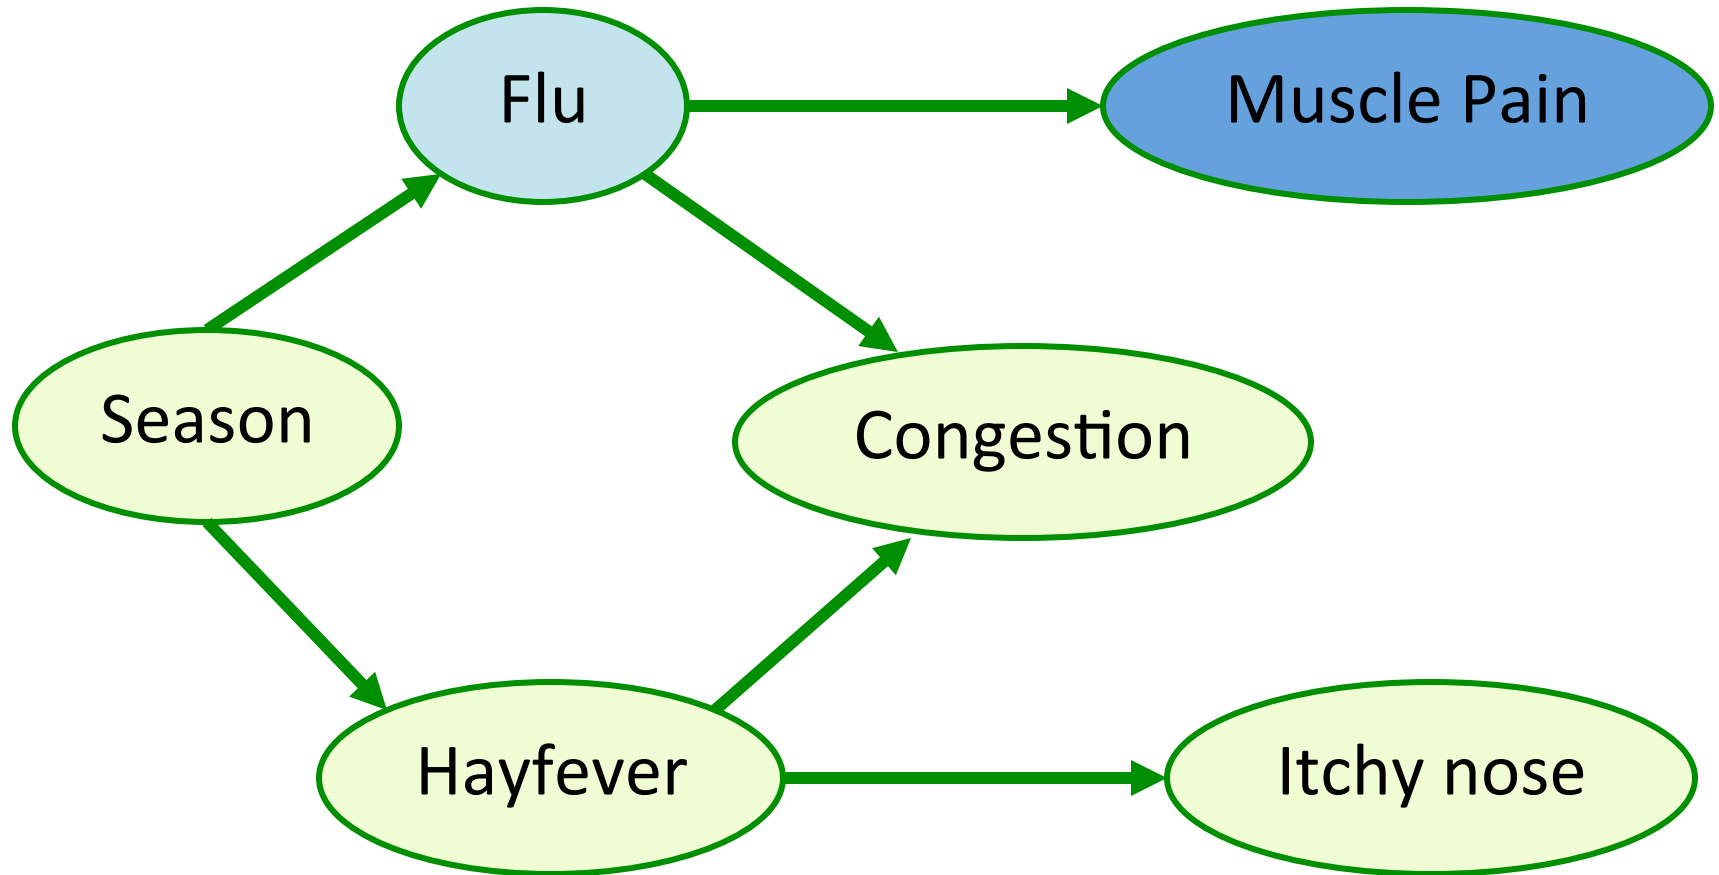 Flu
Muscle Pain
Season
Congestion
Hayfever
Itchy nose